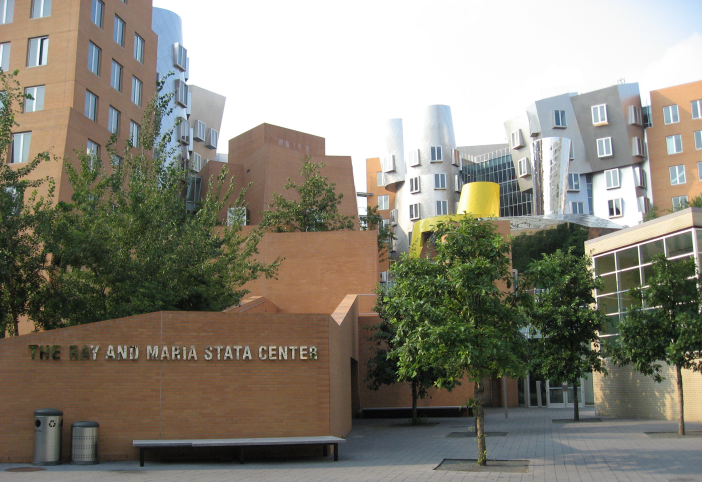 THE RAY AND MARIA STATA CENTER